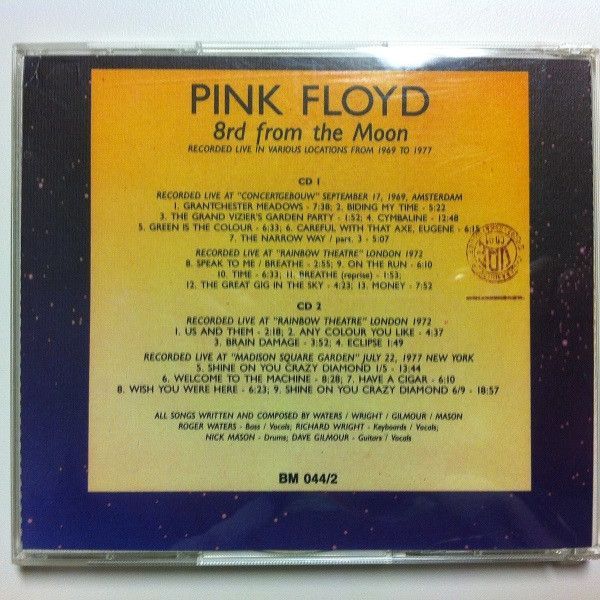 PINK FLOYD
8rd from the Moon
RECORDED LIVE IN VARIOUS LOCATIONS FROM 1969 TO 1977
CD 1
RECORDED LIVE AT "CONCERTGEBOUW" SEPTEMBER 17, 1969, AMSTERDAM
1. GRANTCHESTER MEADOWS - 7:38; 2. BIDING MY TIME - 5:22
3. THE GRAND VIZIER'S GARDEN PARTY - 1:52; 4. CYMBALINE - 12:48
5. GREEN IS THE COLOUR - 6:33; 6. CAREFUL WITH THAT AXE, EUGENE - 6:15
7. THE NARROW WAY / part. 3 - 5:07
RECORDED LIVE AT "RAINBOW THEATRE" LONDON 1972
8. SPEAK TO ME / BREATHE - 2:55; 9. ON THE RUN - 6:10
10. TIME - 6:33; 11. BREATHE (reprise) - 1:53;
12. THE GREAT GIG IN THE SKY - 4:23; 13. MONEY - 7:52
CD 2
RECORDED LIVE AT "RAINBOW THEATRE" LONDON 1972
1. US AND THEM - 2:18; 2. ANY COLOUR YOU LIKE - 4:37
3. BRAIN DAMAGE - 3:52; 4. ECLIPSE 1:49
RECORDED LIVE AT "MADISON SQUARE GARDEN" JULY 22, 1977 NEW YORK
5. SHINE ON YOU CRAZY DIAMOND 1/5 - 13:44
6. WELCOME TO THE MACHINE - 8:28; 7. HAVE A CIGAR - 6:10
8. WISH YOU WERE HERE - 6:23; 9. SHINE ON YOU CRAZY DIAMOND 6/9 - 18:57
ALL SONGS WRITTEN AND COMPOSED BY WATERS / WRIGHT / GILMOUR / MASON
ROGER WATERS - Bass / Vocals; RICHARD WRIGHT - Keyboards / Vocals;
NICK MASON - Drums; DAVE GILMOUR - Guitars / Vocals
BM 044/2